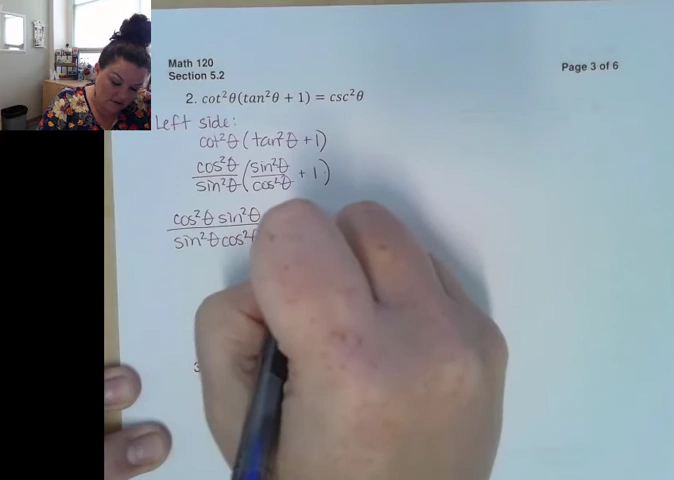 Math 120
Section 5.2
Page 3 of 6
2. cot²θ(tan²θ + 1) = csc²θ
Left side:
cot²θ (tan²θ + 1)
cos²θ/sin²θ (sin²θ/cos²θ + 1)
cos²θ sin²θ/sin²θ cos²θ